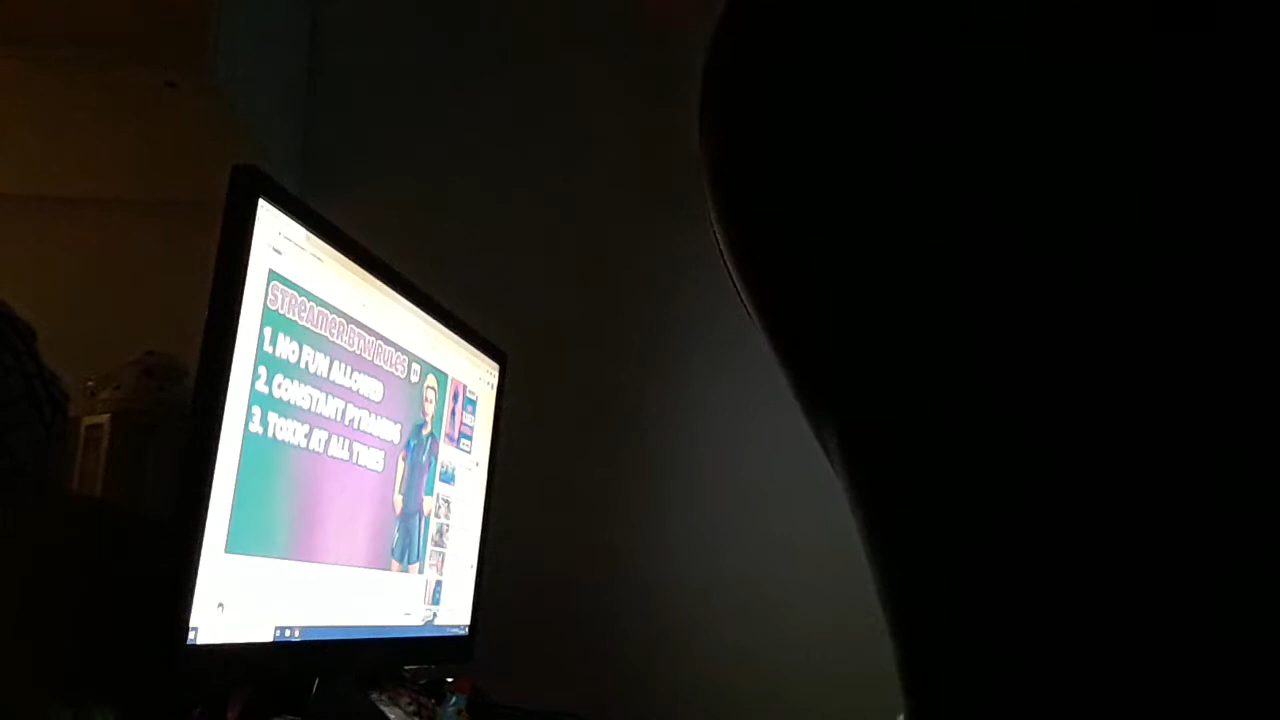 STREAMER.BTW RULES
1. NO FUN ALLOWED
2. CONSTANT PYRAMIDS
3. TOXIC AT ALL TIMES